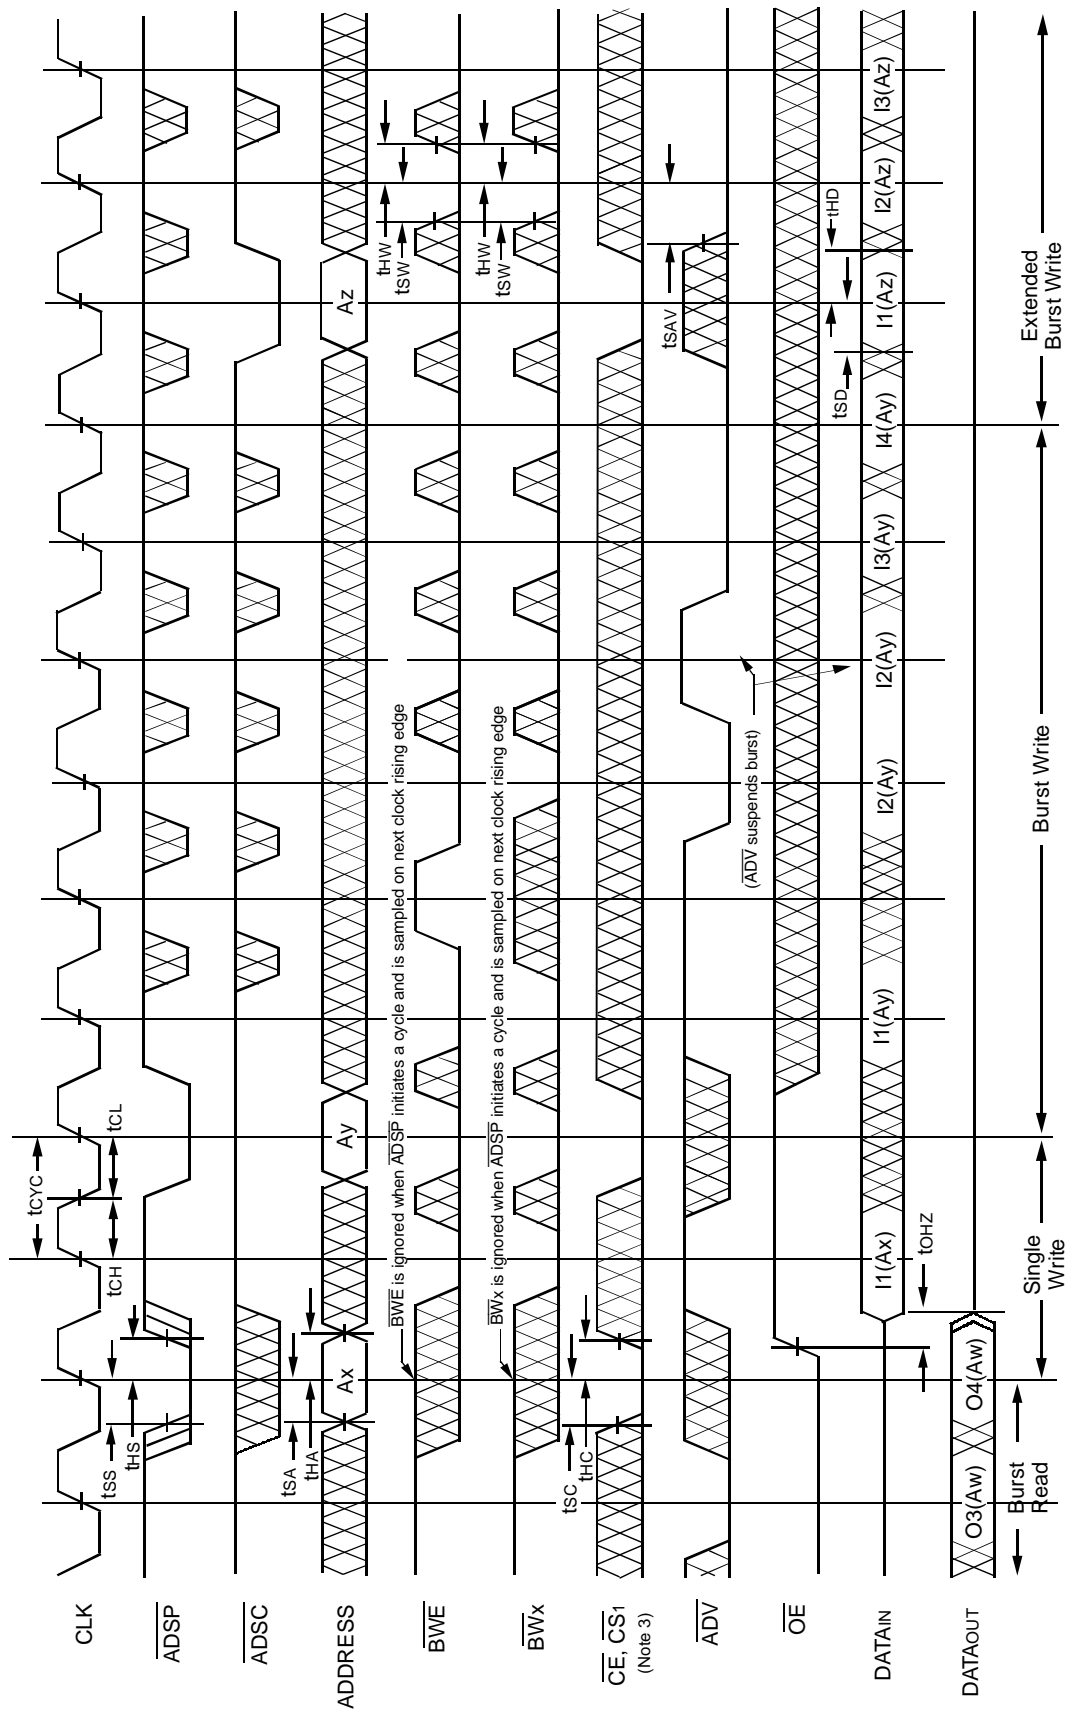 CLK
tCYC
tCH
tCL
ADSP
tSS
tHS
ADSC
ADDRESS
tSA
tHA
Ax
Ay
Az
BWE
BWE is ignored when ADSP initiates a cycle and is sampled on next clock rising edge
tHW
tSW
BWx
BWx is ignored when ADSP initiates a cycle and is sampled on next clock rising edge
tHW
tSW
CE, CS1
(Note 3)
tSC
tHC
ADV
tSAV
(ADV suspends burst)
OE
DATAIN
tSD
tHD
I1(Ax)
I1(Ay)
I2(Ay)
I2(Ay)
I3(Ay)
I4(Ay)
I1(Az)
I2(Az)
I3(Az)
tOHZ
DATAOUT
O3(Aw)
O4(Aw)
Burst
Read
Single
Write
Burst Write
Extended
Burst Write